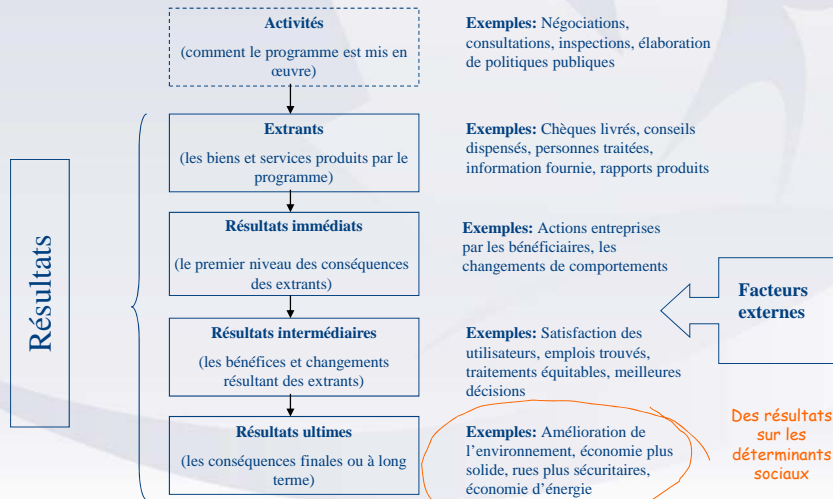 Activités
(comment le programme est mis en
œuvre)
Exemples: Négociations,
consultations, inspections, élaboration
de politiques publiques
Résultats
Extrants
(les biens et services produits par le
programme)
Exemples: Chèques livrés, conseils
dispensés, personnes traitées,
information fournie, rapports produits
Résultats immédiats
(le premier niveau des conséquences
des extrants)
Exemples: Actions entreprises
par les bénéficiaires, les
changements de comportements
Facteurs
externes
Résultats intermédiaires
(les bénéfices et changements
résultant des extrants)
Exemples: Satisfaction des
utilisateurs, emplois trouvés,
traitements équitables, meilleures
décisions
Résultats ultimes
(les conséquences finales ou à long
terme)
Exemples: Amélioration de
l’environnement, économie plus
solide, rues plus sécuritaires,
économie d’énergie
Des résultats
sur les
déterminants
sociaux